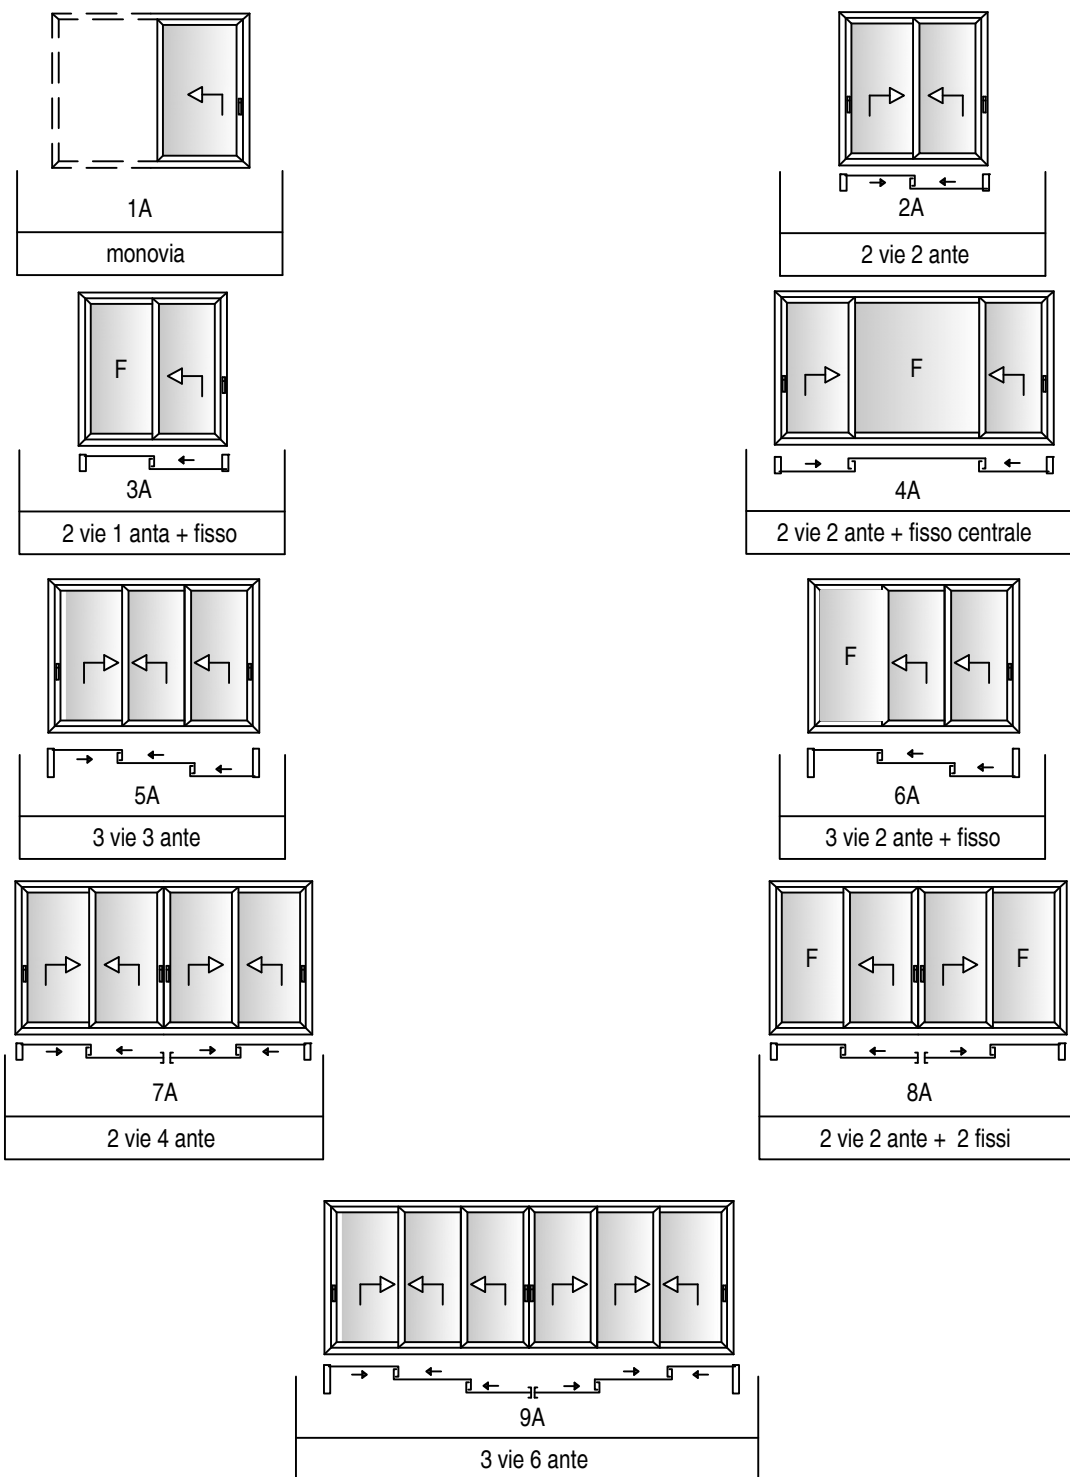 1A
monovia
2A
2 vie 2 ante
F
3A
2 vie 1 anta + fisso
F
4A
2 vie 2 ante + fisso centrale
5A
3 vie 3 ante
F
6A
3 vie 2 ante + fisso
7A
2 vie 4 ante
F
F
8A
2 vie 2 ante + 2 fissi
9A
3 vie 6 ante